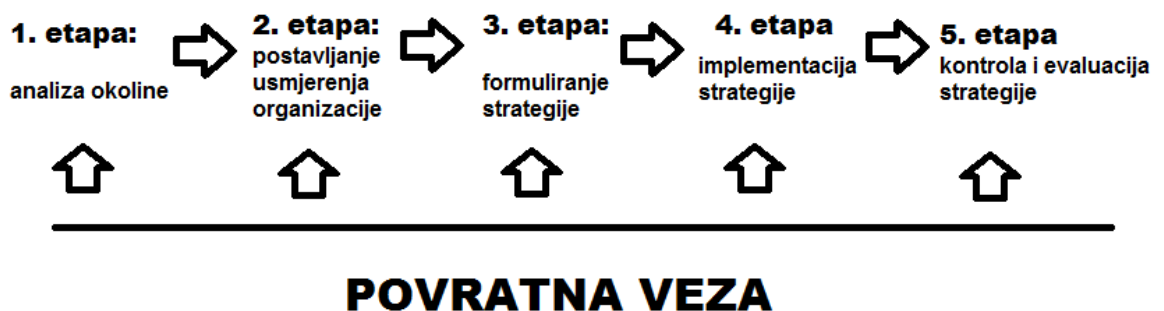 1. etapa:
analiza okoline
2. etapa:
postavljanje
usmjerenja
organizacije
3. etapa:
formuliranje
strategije
4. etapa
implementacija
strategije
5. etapa
kontrola i evaluacija
strategije
POVRATNA VEZA